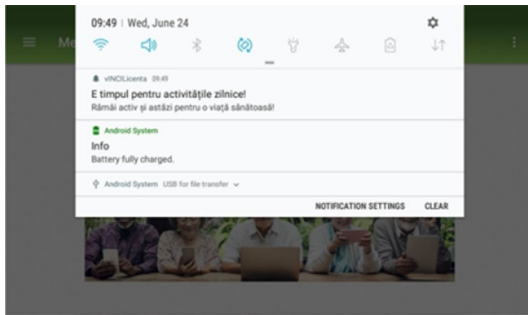 09:49 | Wed, June 24
Me
vINCILicenta 09:49
E timpul pentru activitățile zilnice!
Rămâi activ și astăzi pentru o viață sănătoasă!
Android System
Info
Battery fully charged.
Android System USB for file transfer
NOTIFICATION SETTINGS CLEAR